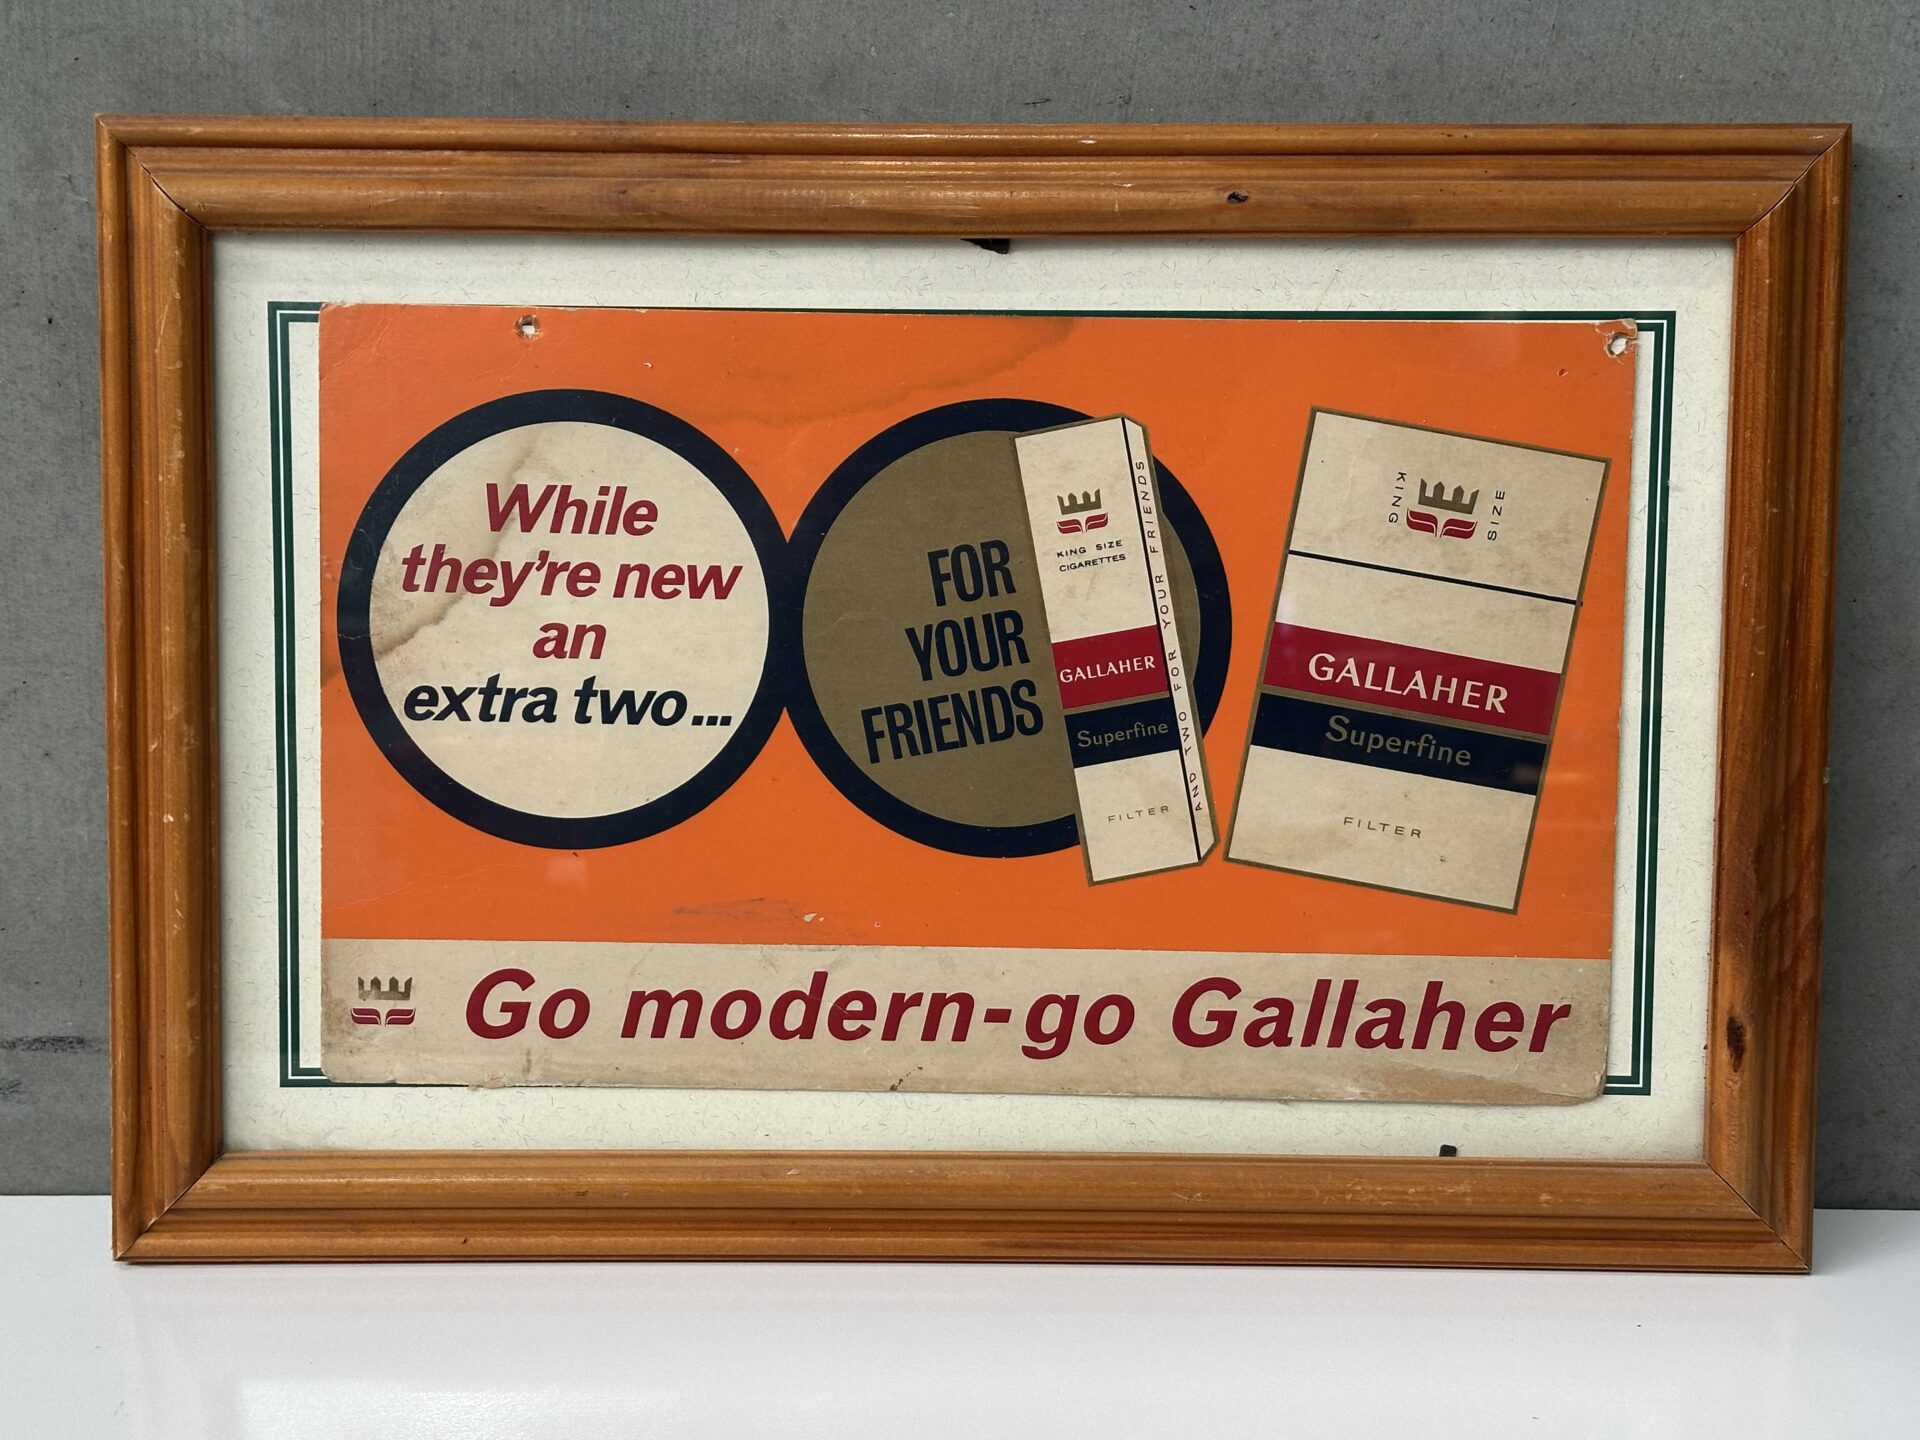 While
they're new
an
extra two...
FOR
YOUR
FRIENDS
KING SIZE
CIGARETTES
GALLAHER
Superfine
FILTER
AND TWO FOR YOUR FRIENDS
KING SIZE
GALLAHER
Superfine
FILTER
Go modern-go Gallaher